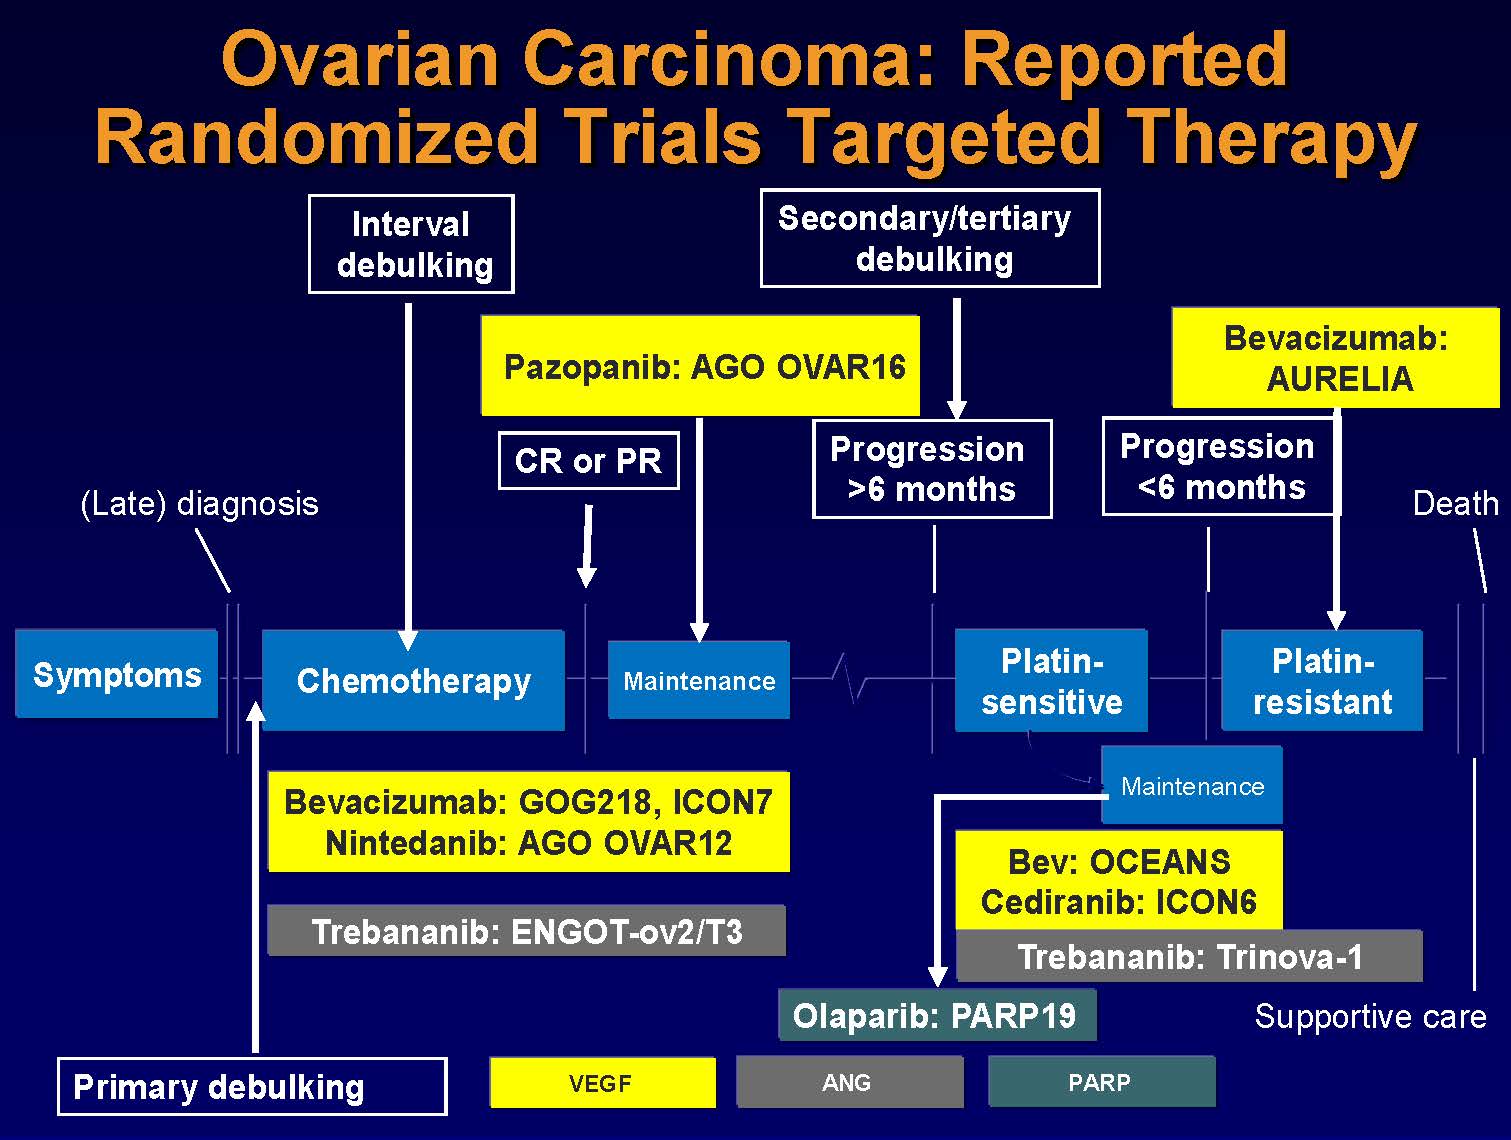 Ovarian Carcinoma: Reported
Randomized Trials Targeted Therapy
Interval
debulking
Secondary/tertiary
debulking
Pazopanib: AGO OVAR16
Bevacizumab:
AURELIA
CR or PR
Progression
>6 months
Progression
<6 months
(Late) diagnosis
Death
Symptoms
Chemotherapy
Maintenance
Platin-
sensitive
Platin-
resistant
Maintenance
Bevacizumab: GOG218, ICON7
Nintedanib: AGO OVAR12
Bev: OCEANS
Cediranib: ICON6
Trebananib: ENGOT-ov2/T3
Trebananib: Trinova-1
Olaparib: PARP19
Supportive care
Primary debulking
VEGF
ANG
PARP